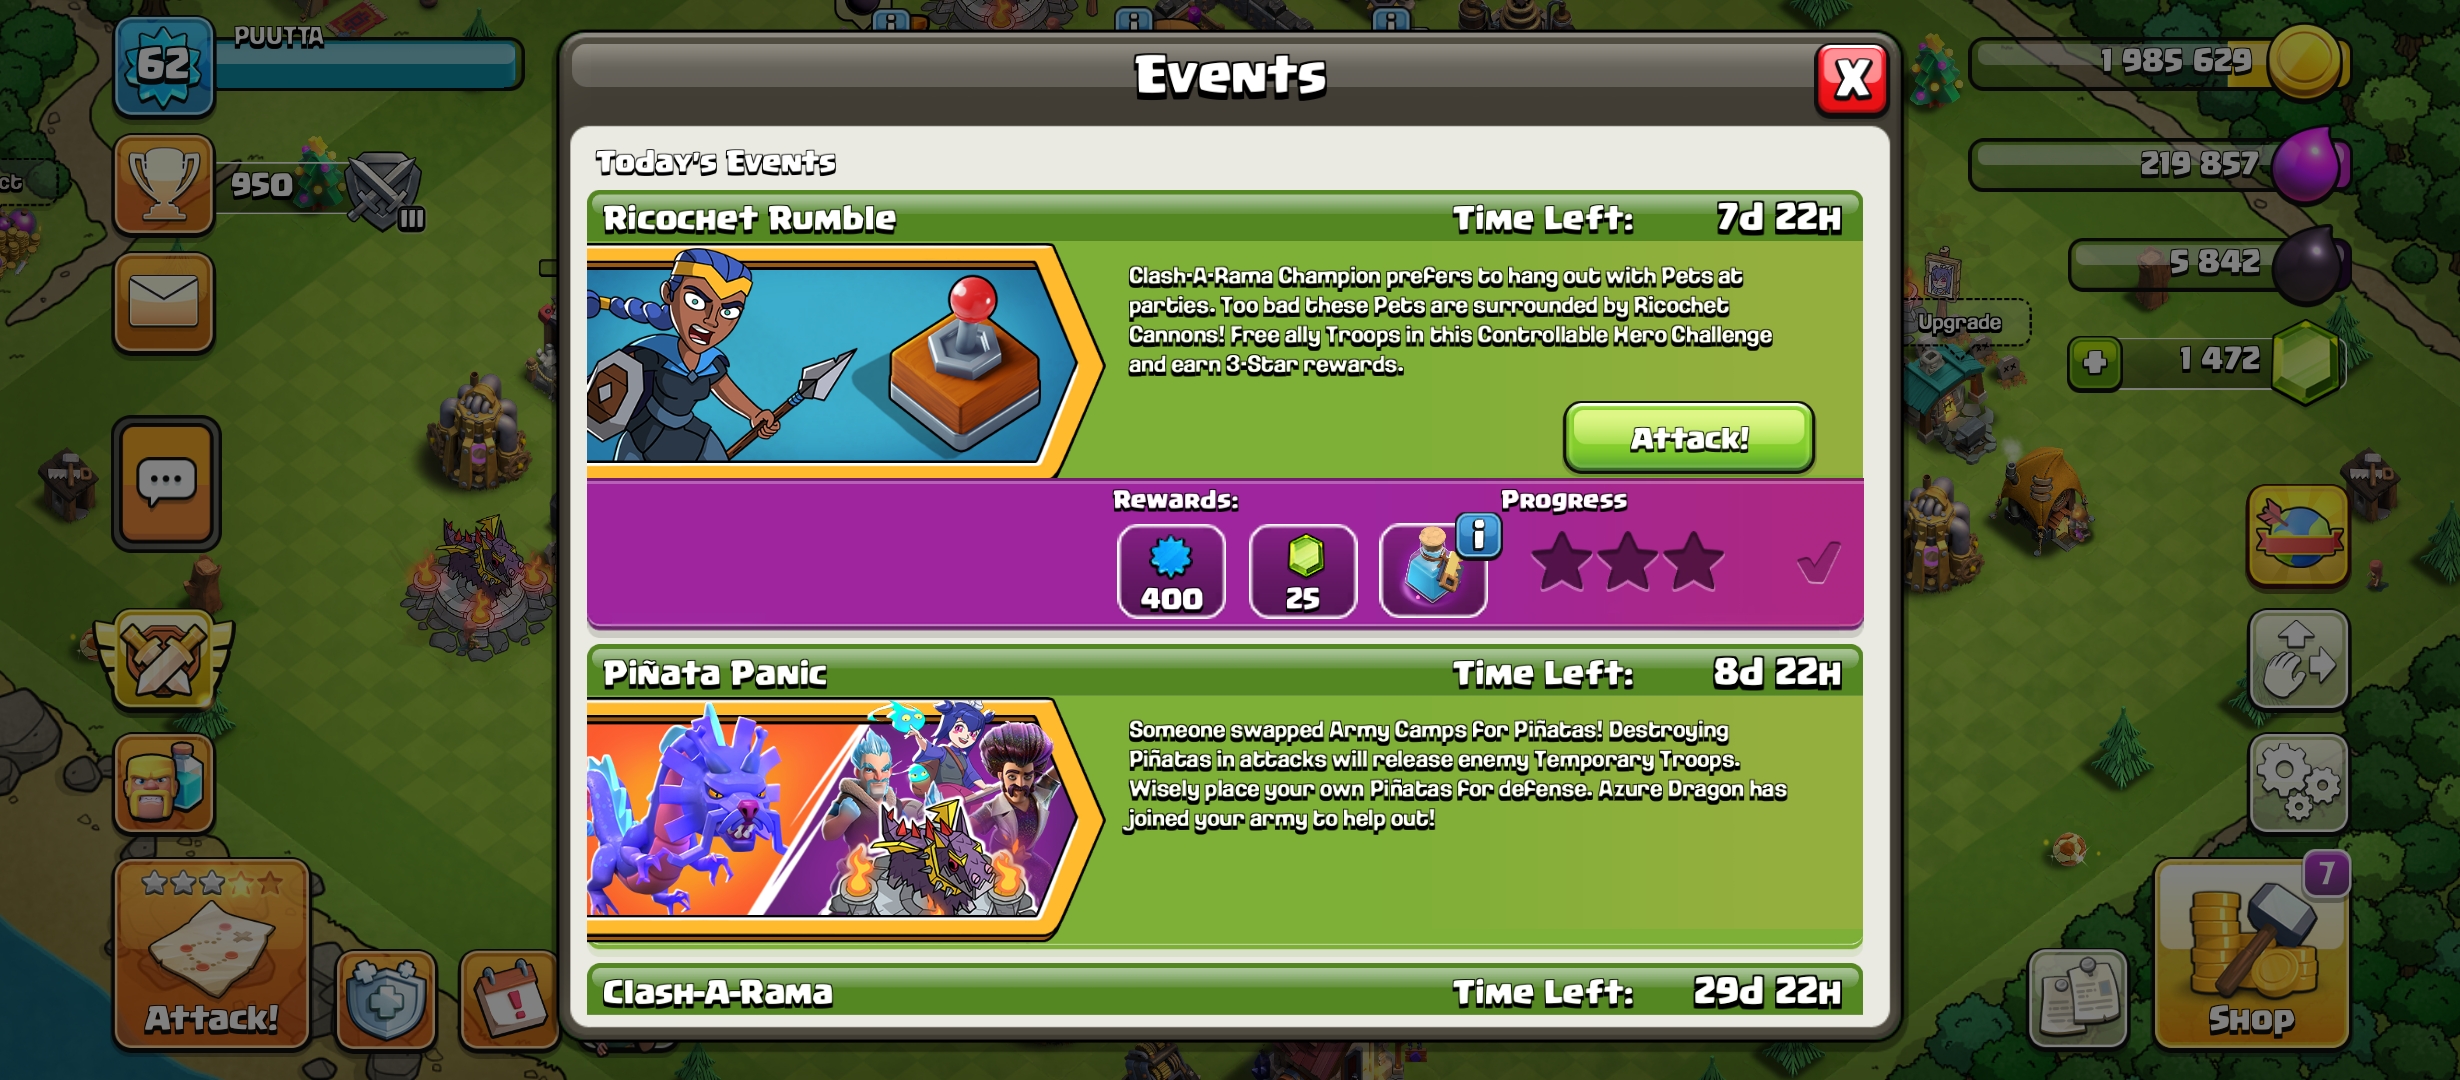 62
PUUTTA
950
III
Events
X
1 985 629
219 857
5 842
1 472
Upgrade
Today's Events
Ricochet Rumble
Time Left: 7d 22H
Clash-A-Rama Champion prefers to hang out with Pets at
parties. Too bad these Pets are surrounded by Ricochet
Cannons! Free ally Troops in this Controllable Hero Challenge
and earn 3-Star rewards.
Attack!
Rewards:
Progress
400
25
i
Piñata Panic
Time Left: 8d 22H
Someone swapped Army Camps for Piñatas! Destroying
Piñatas in attacks will release enemy Temporary Troops.
Wisely place your own Piñatas for defense. Azure Dragon has
joined your army to help out!
Clash-A-Rama
Time Left: 29d 22H
Attack!
7
Shop